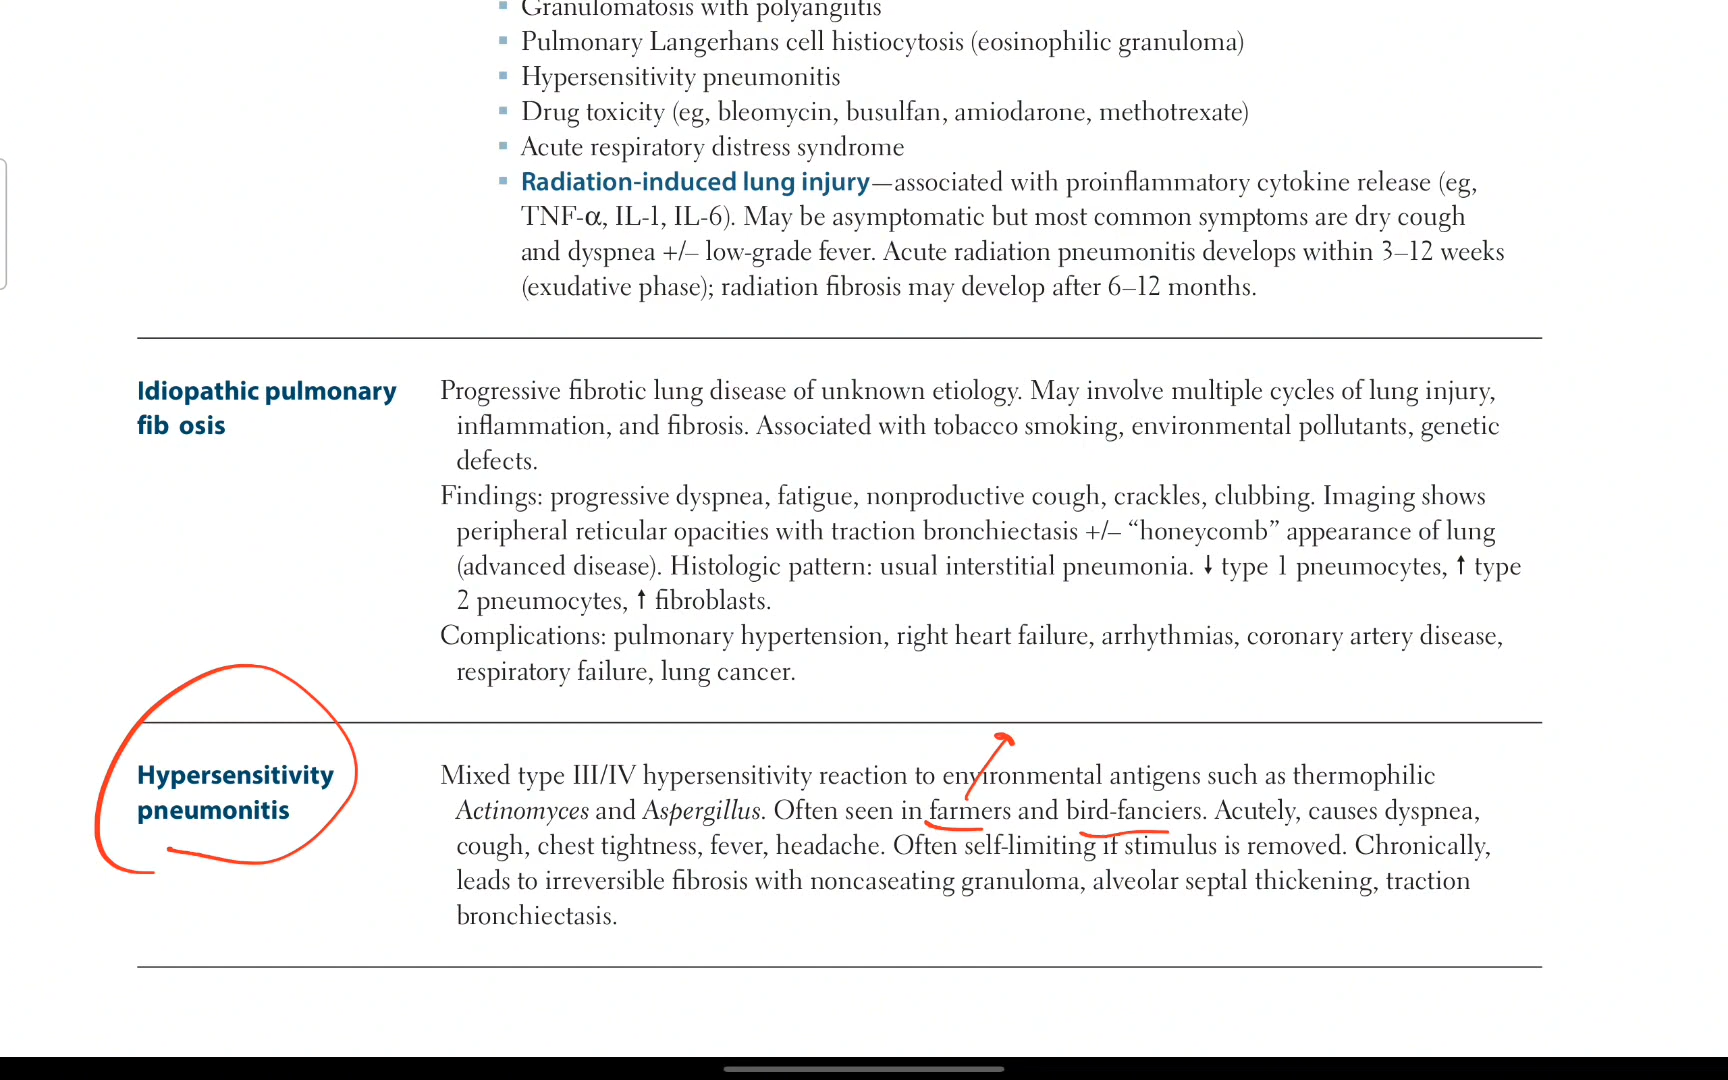 Granulomatosis with polyangiitis
Pulmonary Langerhans cell histiocytosis (eosinophilic granuloma)
Hypersensitivity pneumonitis
Drug toxicity (eg, bleomycin, busulfan, amiodarone, methotrexate)
Acute respiratory distress syndrome
Radiation-induced lung injury—associated with proinflammatory cytokine release (eg,
TNF-α, IL-1, IL-6). May be asymptomatic but most common symptoms are dry cough
and dyspnea +/– low-grade fever. Acute radiation pneumonitis develops within 3–12 weeks
(exudative phase); radiation fibrosis may develop after 6–12 months.
Idiopathic pulmonary
fib osis
Progressive fibrotic lung disease of unknown etiology. May involve multiple cycles of lung injury,
inflammation, and fibrosis. Associated with tobacco smoking, environmental pollutants, genetic
defects.
Findings: progressive dyspnea, fatigue, nonproductive cough, crackles, clubbing. Imaging shows
peripheral reticular opacities with traction bronchiectasis +/– “honeycomb” appearance of lung
(advanced disease). Histologic pattern: usual interstitial pneumonia. ↓ type 1 pneumocytes, ↑ type
2 pneumocytes, ↑ fibroblasts.
Complications: pulmonary hypertension, right heart failure, arrhythmias, coronary artery disease,
respiratory failure, lung cancer.
Hypersensitivity
pneumonitis
Mixed type III/IV hypersensitivity reaction to environmental antigens such as thermophilic
Actinomyces and Aspergillus. Often seen in farmers and bird-fanciers. Acutely, causes dyspnea,
cough, chest tightness, fever, headache. Often self-limiting if stimulus is removed. Chronically,
leads to irreversible fibrosis with noncaseating granuloma, alveolar septal thickening, traction
bronchiectasis.